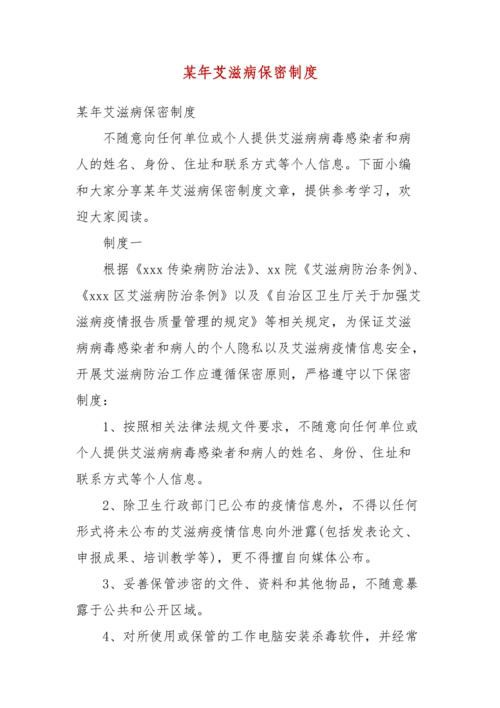 某年艾滋病保密制度
某年艾滋病保密制度
不随意向任何单位或个人提供艾滋病病毒感染者和病
人的姓名、身份、住址和联系方式等个人信息。下面小编
和大家分享某年艾滋病保密制度文章，提供参考学习，欢
迎大家阅读。
制度一
根据《xxx传染病防治法》、xx院《艾滋病防治条例》、
《xxx区艾滋病防治条例》以及《自治区卫生厅关于加强艾
滋病疫情报告质量管理的规定》等相关规定，为保证艾滋
病病毒感染者和病人的个人隐私以及艾滋病疫情信息安全，
开展艾滋病防治工作应遵循保密原则，严格遵守以下保密
制度：
1、按照相关法律法规文件要求，不随意向任何单位或
个人提供艾滋病病毒感染者和病人的姓名、身份、住址和
联系方式等个人信息。
2、除卫生行政部门已公布的疫情信息外，不得以任何
形式将未公布的艾滋病疫情信息向外泄露(包括发表论文、
申报成果、培训教学等)，更不得擅自向媒体公布。
3、妥善保管涉密的文件、资料和其他物品，不随意暴
露于公共和公开区域。
4、对所使用或保管的工作电脑安装杀毒软件，并经常